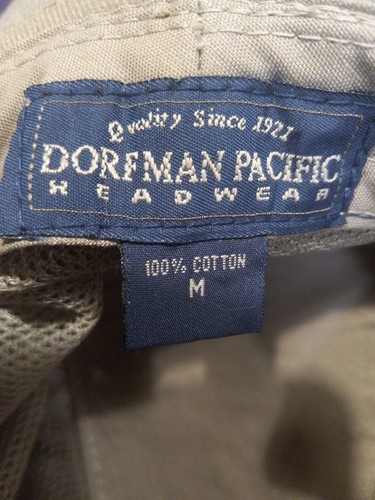 Quality Since 1921
DORFMAN PACIFIC
HEADWEAR
100% COTTON
M